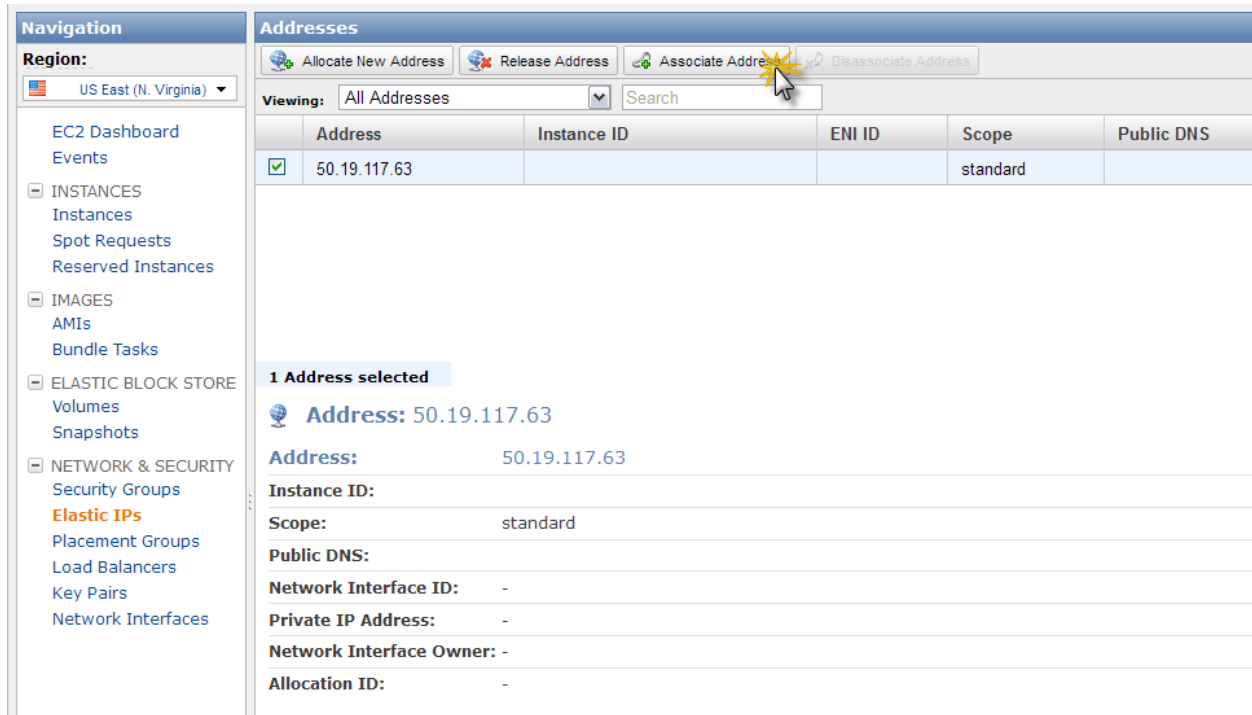 Navigation
Region:
US East (N. Virginia)
EC2 Dashboard
Events
INSTANCES
Instances
Spot Requests
Reserved Instances
IMAGES
AMIs
Bundle Tasks
ELASTIC BLOCK STORE
Volumes
Snapshots
NETWORK & SECURITY
Security Groups
Elastic IPs
Placement Groups
Load Balancers
Key Pairs
Network Interfaces
Addresses
Allocate New Address Release Address Associate Address Disassociate Address
Viewing: All Addresses Search
Address Instance ID ENI ID Scope Public DNS
50.19.117.63 standard
1 Address selected
Address: 50.19.117.63
Address: 50.19.117.63
Instance ID:
Scope: standard
Public DNS:
Network Interface ID: -
Private IP Address: -
Network Interface Owner: -
Allocation ID: -